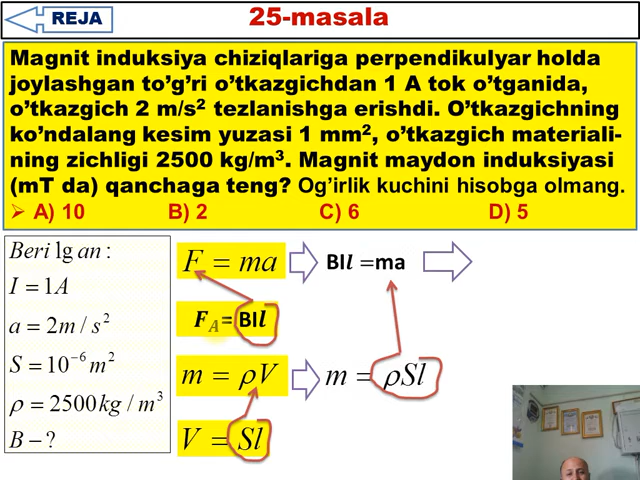 REJA
25-masala
Magnit induksiya chiziqlariga perpendikulyar holda
joylashgan to’g’ri o’tkazgichdan 1 A tok o’tganida,
o’tkazgich 2 m/s² tezlanishga erishdi. O’tkazgichning
ko’ndalang kesim yuzasi 1 mm², o’tkazgich materiali-
ning zichligi 2500 kg/m³. Magnit maydon induksiyasi
(mT da) qanchaga teng? Og’irlik kuchini hisobga olmang.
➢ A) 10 B) 2 C) 6 D) 5
Beri lgan :
I = 1A
a = 2m / s²
S = 10⁻⁶ m²
ρ = 2500kg / m³
B − ?
F = ma
BIl =ma
F_A = BIl
m = ρV
m = ρSl
V = Sl